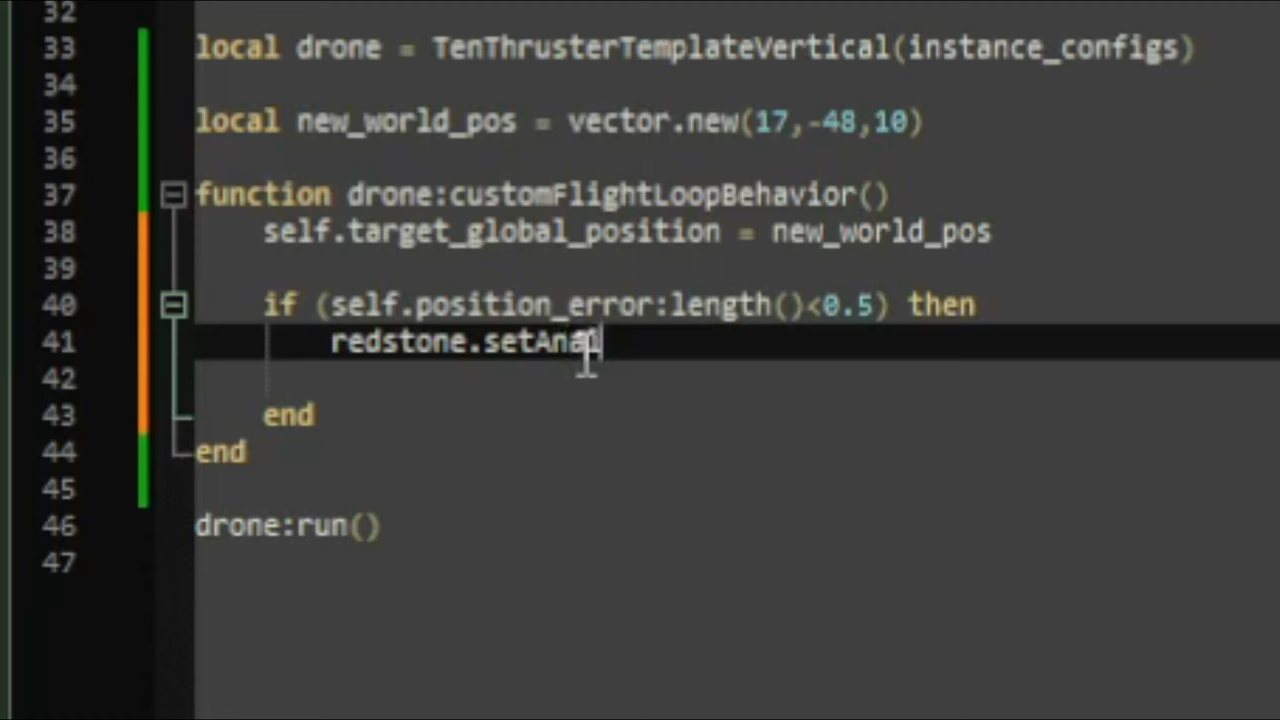 32
33 local drone = TenThrusterTemplateVertical(instance_configs)
34
35 local new_world_pos = vector.new(17,-48,10)
36
37 function drone:customFlightLoopBehavior()
38 self.target_global_position = new_world_pos
39
40 if (self.position_error:length()<0.5) then
41 redstone.setAnal
42
43 end
44 end
45
46 drone:run()
47